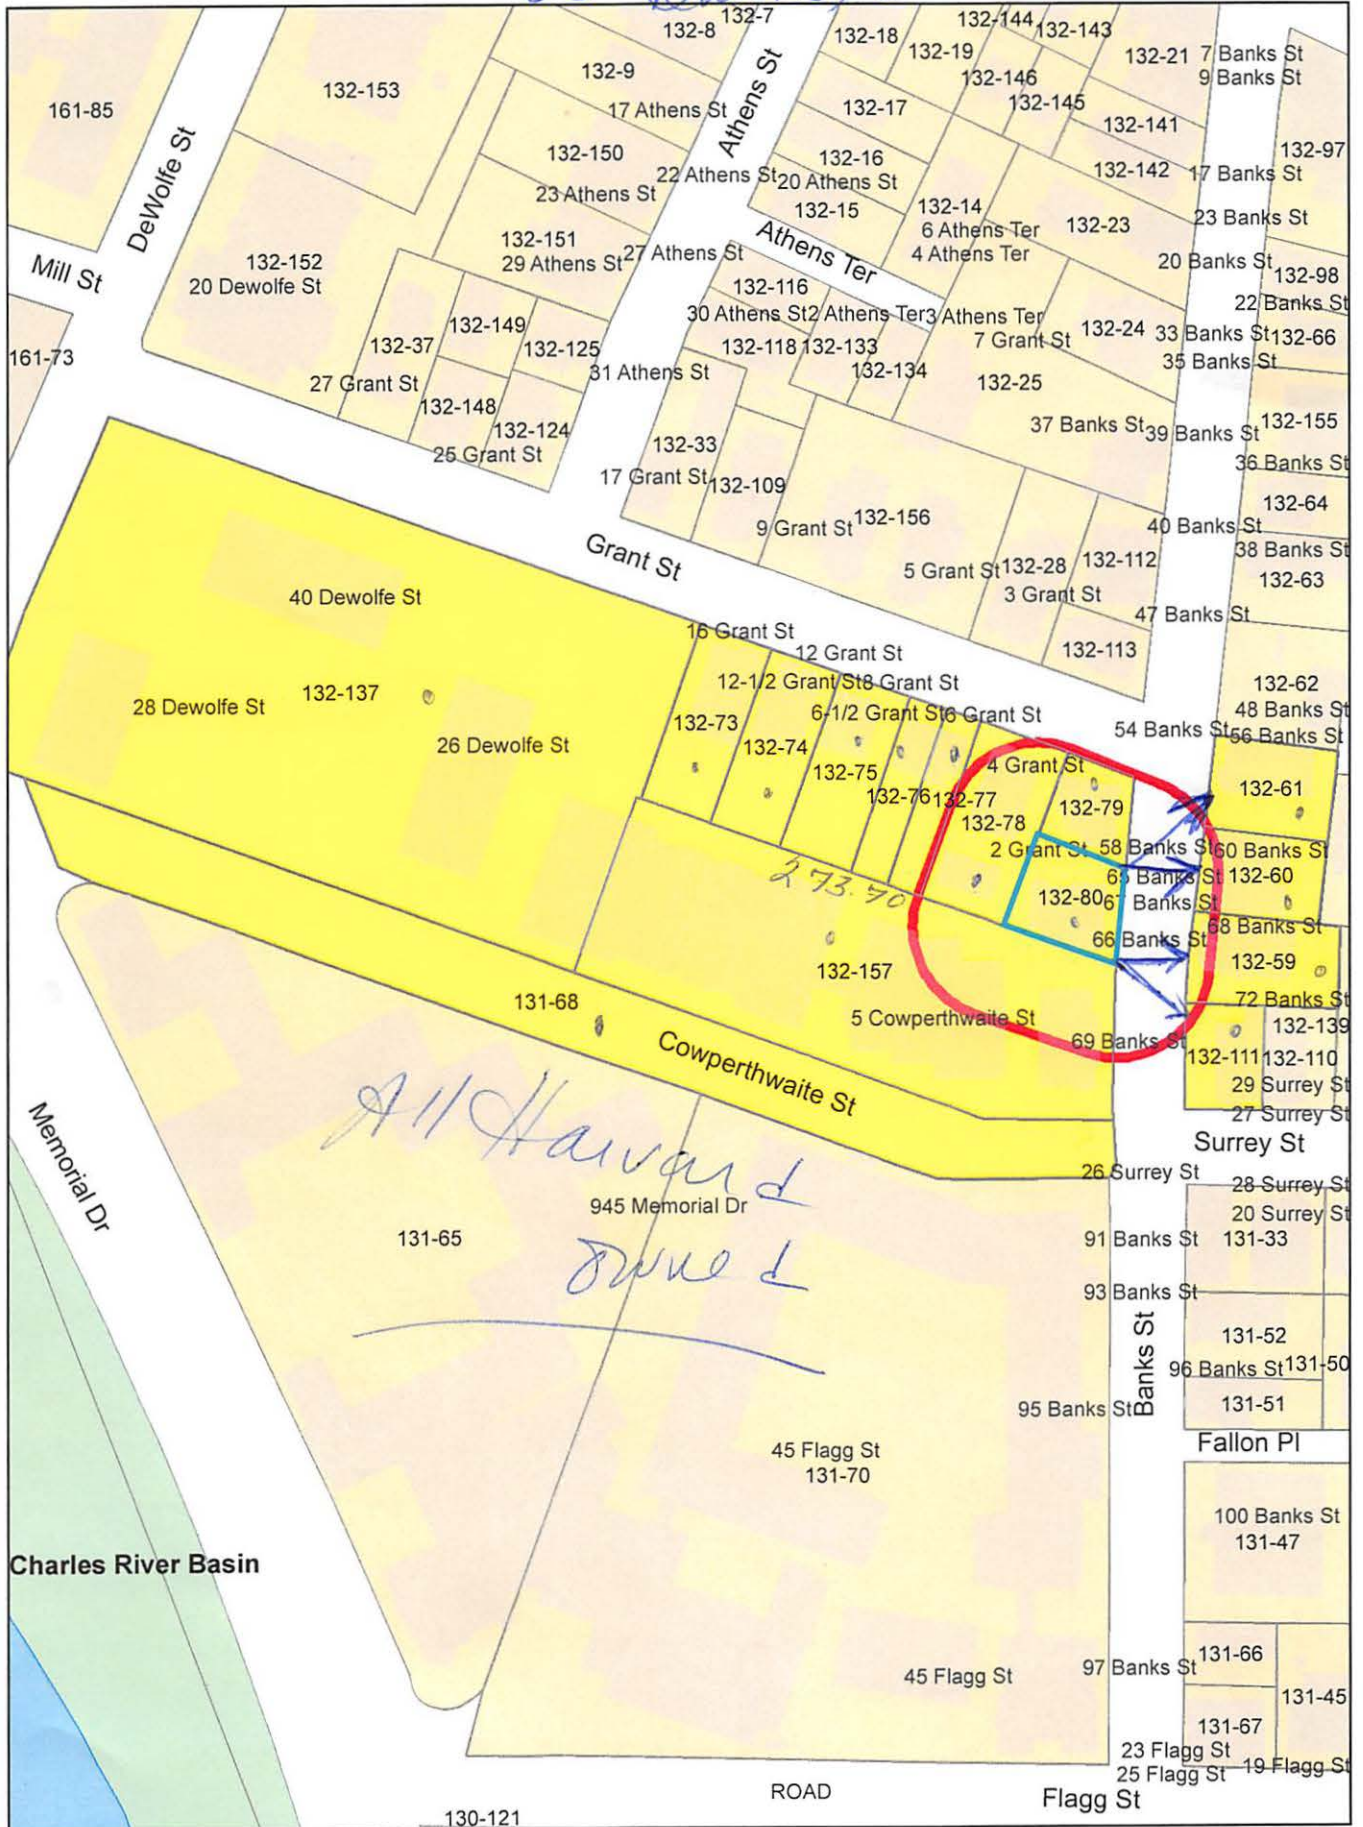 132-7
132-8
132-18
132-144
132-143
132-19
132-21
7 Banks St
9 Banks St
132-9
132-153
161-85
132-146
132-145
17 Athens St
Athens St
132-17
132-141
132-150
132-16
132-142
132-97
22 Athens St
20 Athens St
17 Banks St
23 Athens St
DeWolfe St
132-15
132-14
6 Athens Ter
132-23
23 Banks St
132-151
27 Athens St
Athens Ter
4 Athens Ter
29 Athens St
132-152
20 Dewolfe St
Mill St
20 Banks St
132-98
132-116
22 Banks St
30 Athens St
2 Athens Ter
3 Athens Ter
132-149
132-24
33 Banks St
132-66
7 Grant St
132-37
132-125
132-118
132-133
161-73
35 Banks St
31 Athens St
132-134
132-25
27 Grant St
132-148
132-124
25 Grant St
37 Banks St
39 Banks St
132-155
132-33
36 Banks St
17 Grant St
132-109
132-64
9 Grant St
132-156
40 Banks St
Grant St
38 Banks St
5 Grant St
132-28
132-112
132-63
3 Grant St
40 Dewolfe St
47 Banks St
16 Grant St
12 Grant St
132-113
12-1/2 Grant St
8 Grant St
132-62
132-137
28 Dewolfe St
6-1/2 Grant St
6 Grant St
48 Banks St
132-73
54 Banks St
56 Banks St
26 Dewolfe St
132-74
4 Grant St
132-75
132-61
132-76
132-77
132-79
132-78
2 Grant St
58 Banks St
60 Banks St
273.70
65 Banks St
132-60
132-80
67 Banks St
68 Banks St
66 Banks St
132-157
132-59
131-68
72 Banks St
5 Cowperthwaite St
132-139
69 Banks St
Cowperthwaite St
132-111
132-110
29 Surrey St
27 Surrey St
All Harvard
Surrey St
Memorial Dr
26 Surrey St
28 Surrey St
945 Memorial Dr
20 Surrey St
131-65
91 Banks St
131-33
owned
93 Banks St
131-52
Banks St
96 Banks St
131-50
131-51
95 Banks St
Fallon Pl
45 Flagg St
131-70
100 Banks St
131-47
Charles River Basin
131-66
97 Banks St
45 Flagg St
131-45
131-67
23 Flagg St
19 Flagg St
25 Flagg St
ROAD
Flagg St
130-121